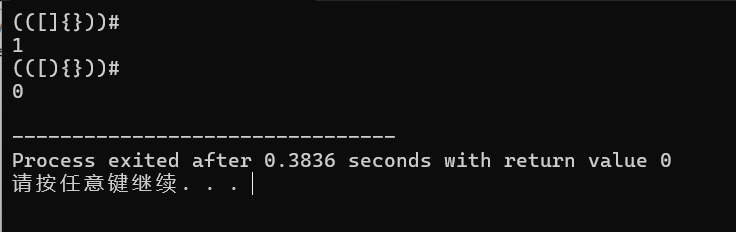 (([]{}))#
1
(([){}))#
0
--------------------------------
Process exited after 0.3836 seconds with return value 0
请按任意键继续. . .